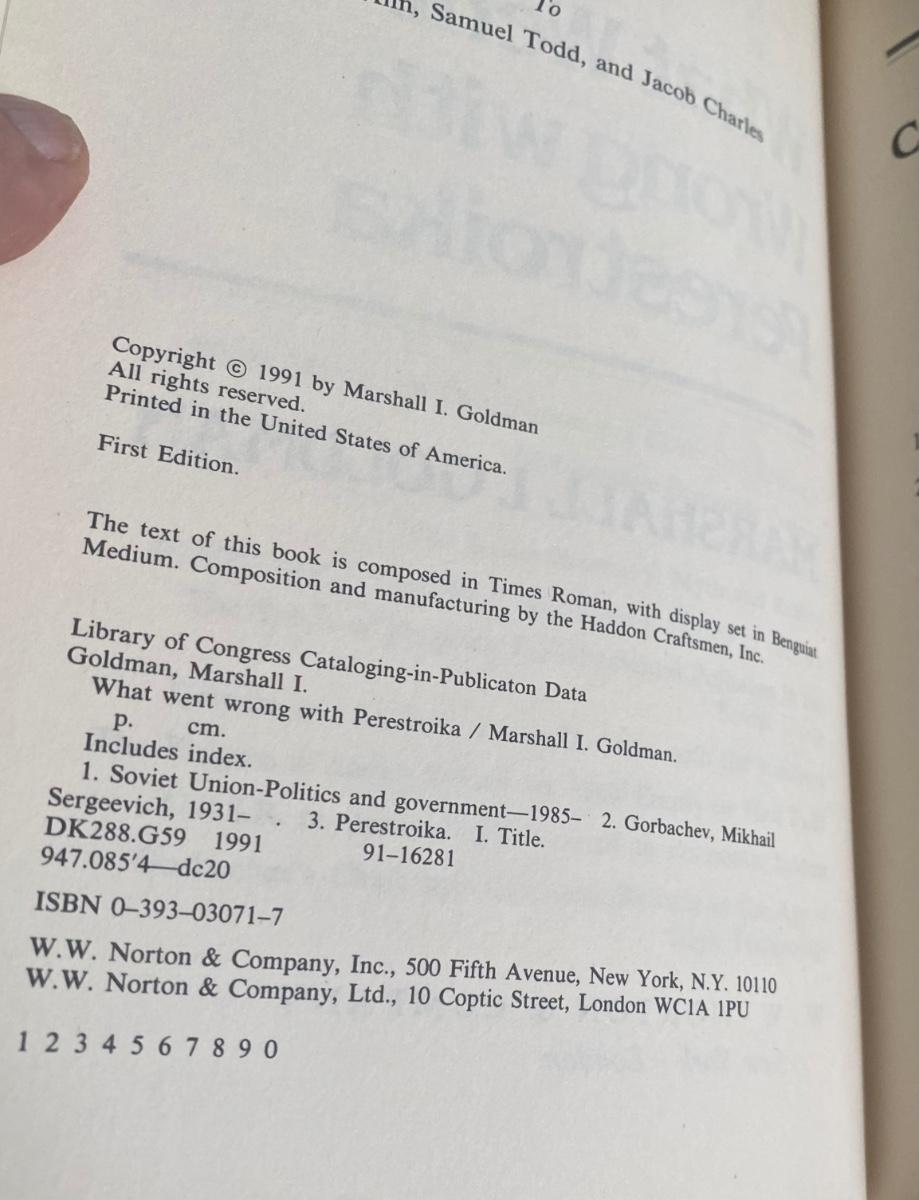 To
Samuel Todd, and Jacob Charles
Copyright © 1991 by Marshall I. Goldman
All rights reserved.
Printed in the United States of America.
First Edition.
The text of this book is composed in Times Roman, with display set in Benguiat
Medium. Composition and manufacturing by the Haddon Craftsmen, Inc.
Library of Congress Cataloging-in-Publicaton Data
Goldman, Marshall I.
What went wrong with Perestroika / Marshall I. Goldman.
p. cm.
Includes index.
1. Soviet Union-Politics and government—1985– 2. Gorbachev, Mikhail
Sergeevich, 1931– . 3. Perestroika. I. Title.
DK288.G59 1991 91–16281
947.085'4—dc20
ISBN 0–393–03071–7
W.W. Norton & Company, Inc., 500 Fifth Avenue, New York, N.Y. 10110
W.W. Norton & Company, Ltd., 10 Coptic Street, London WC1A 1PU
1 2 3 4 5 6 7 8 9 0